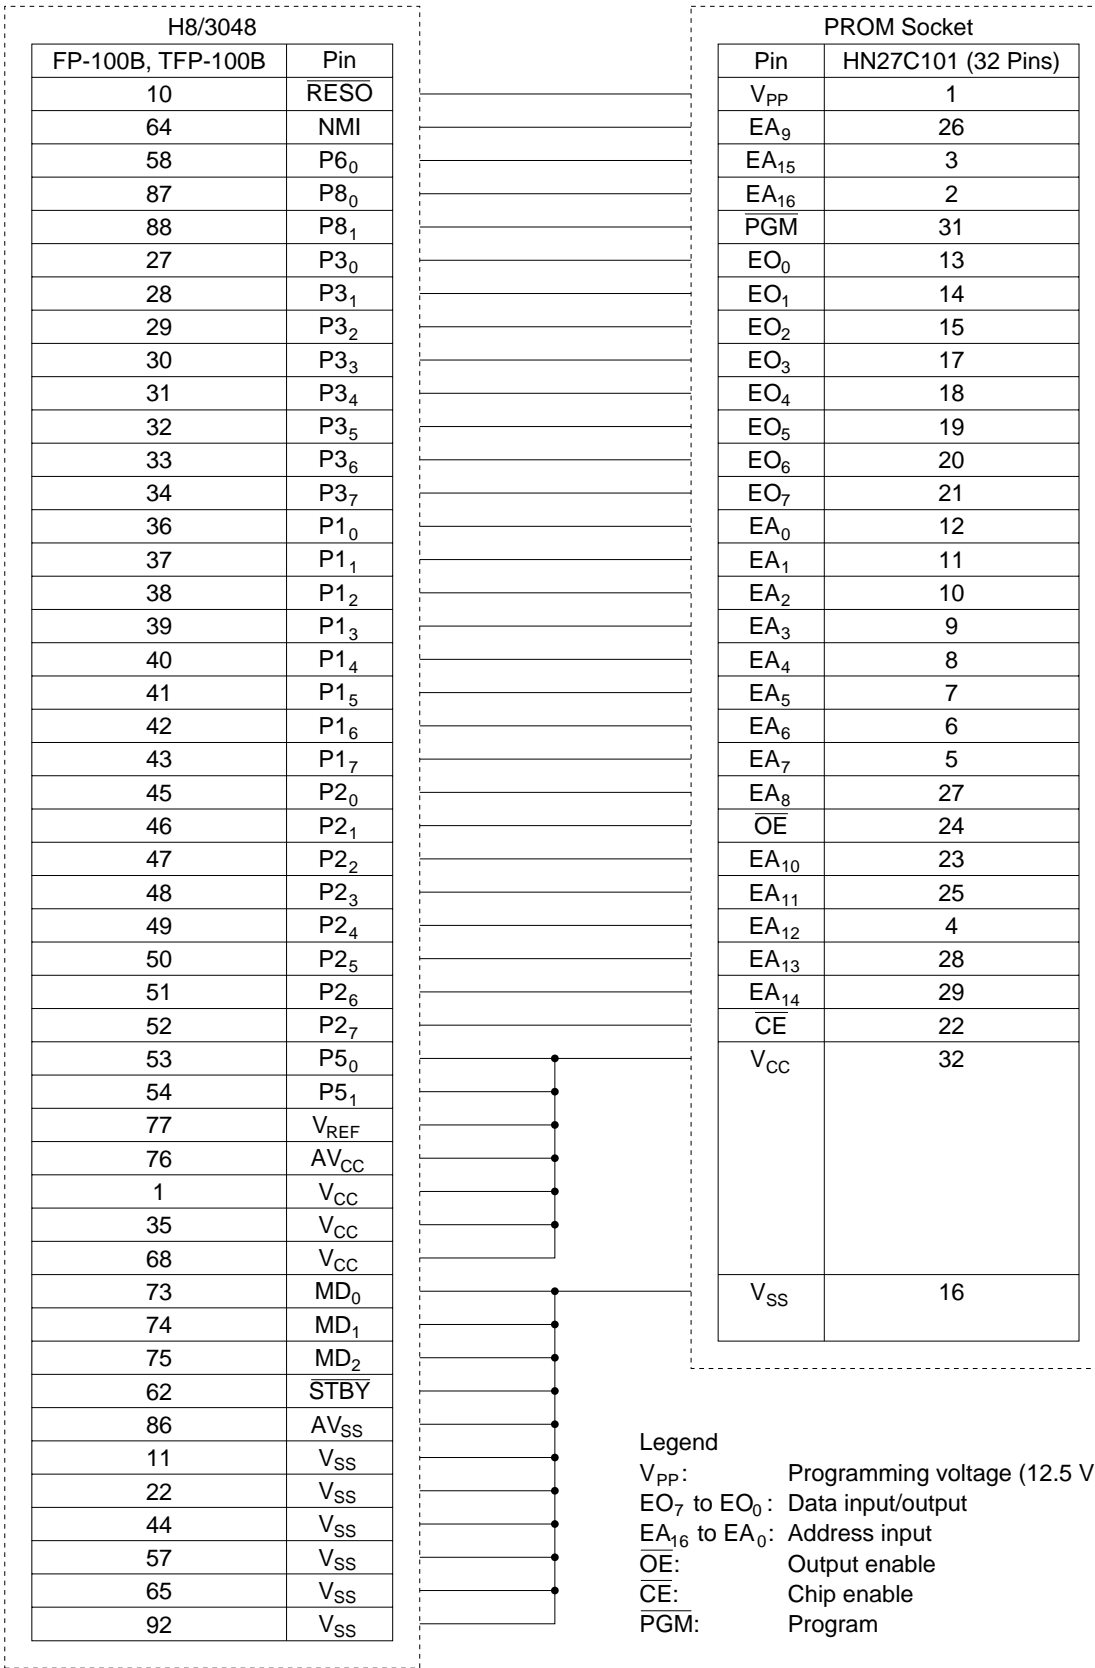 H8/3048 PROM Socket
FP-100B, TFP-100B Pin Pin HN27C101 (32 Pins)
10 RESO VPP 1
64 NMI EA9 26
58 P60 EA15 3
87 P80 EA16 2
88 P81 PGM 31
27 P30 EO0 13
28 P31 EO1 14
29 P32 EO2 15
30 P33 EO3 17
31 P34 EO4 18
32 P35 EO5 19
33 P36 EO6 20
34 P37 EO7 21
36 P10 EA0 12
37 P11 EA1 11
38 P12 EA2 10
39 P13 EA3 9
40 P14 EA4 8
41 P15 EA5 7
42 P16 EA6 6
43 P17 EA7 5
45 P20 EA8 27
46 P21 OE 24
47 P22 EA10 23
48 P23 EA11 25
49 P24 EA12 4
50 P25 EA13 28
51 P26 EA14 29
52 P27 CE 22
53 P50 VCC 32
54 P51
77 VREF
76 AVCC
1 VCC
35 VCC
68 VCC
73 MD0 VSS 16
74 MD1
75 MD2
62 STBY
86 AVSS
11 VSS
22 VSS
44 VSS
57 VSS
65 VSS
92 VSS
Legend
VPP: Programming voltage (12.5 V
EO7 to EO0: Data input/output
EA16 to EA0: Address input
OE: Output enable
CE: Chip enable
PGM: Program